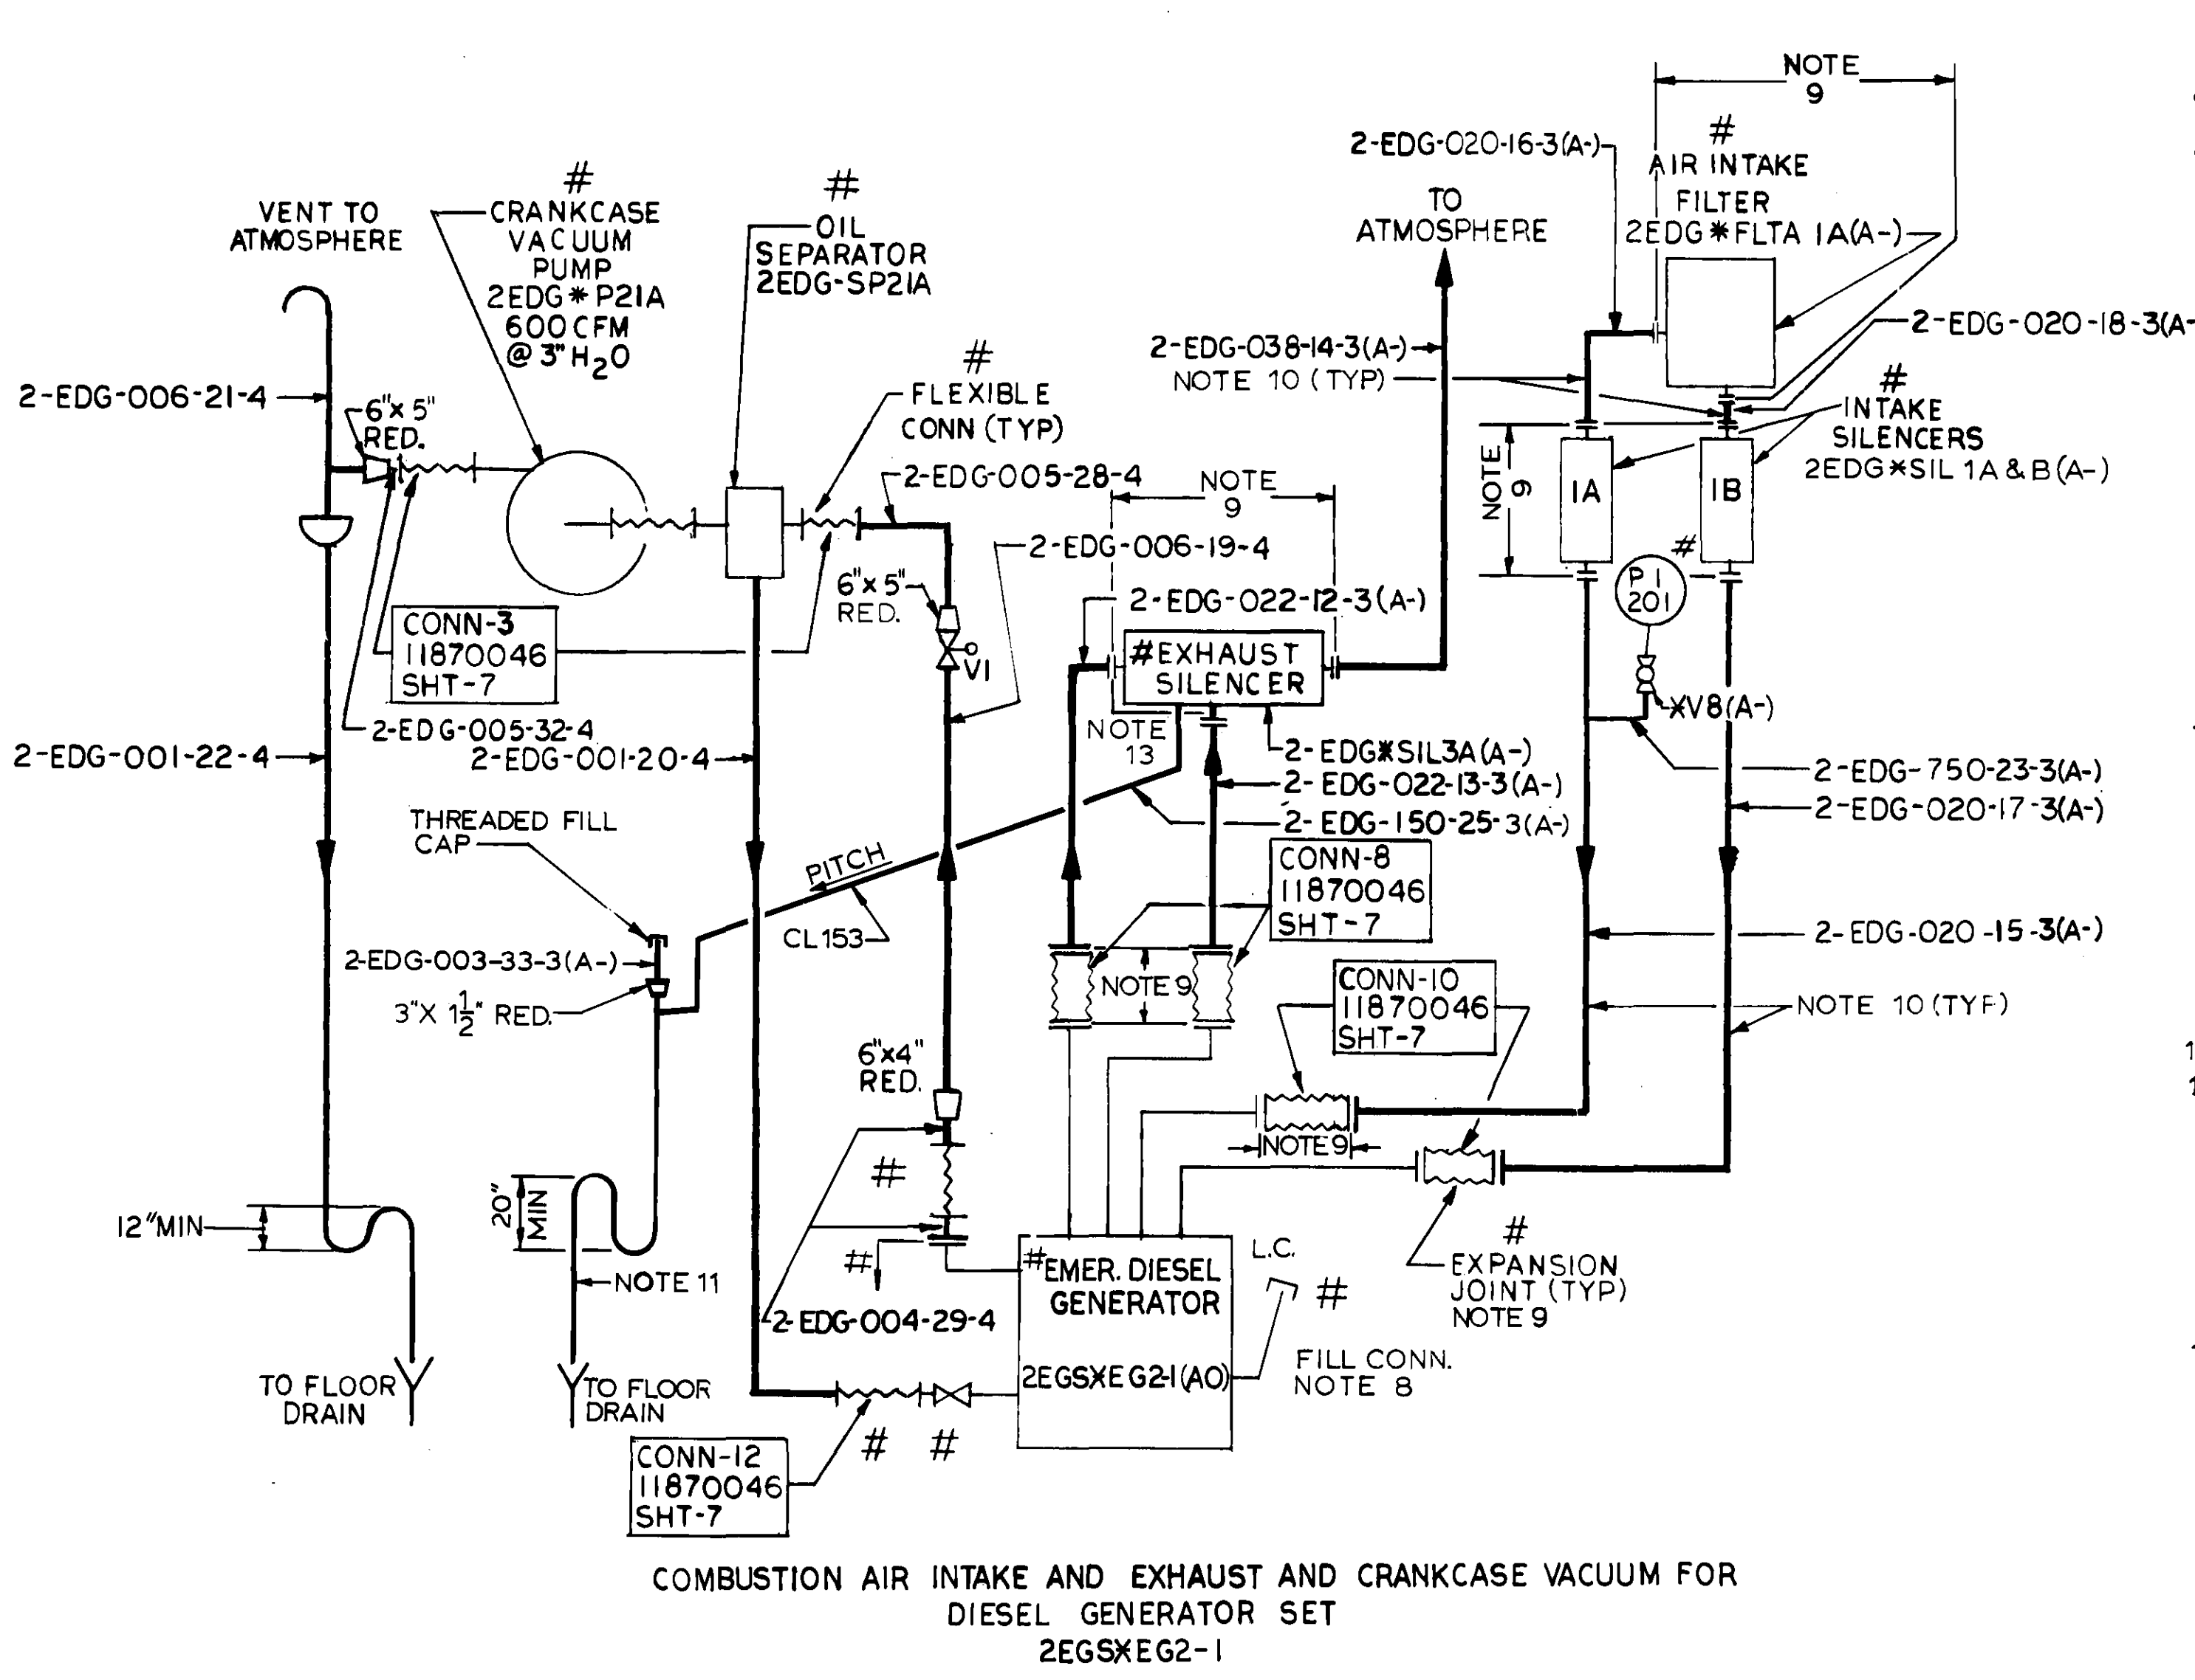 NOTE
9
2-EDG-020-16-3(A-)
#
AIR INTAKE
FILTER
2EDG*FLTA 1A(A-)
TO
ATMOSPHERE
#
CRANKCASE
VACUUM
PUMP
2EDG*P21A
600 CFM
@ 3" H2O
#
OIL
SEPARATOR
2EDG-SP21A
VENT TO
ATMOSPHERE
2-EDG-020-18-3(A-
2-EDG-038-14-3(A-)
NOTE 10 (TYP)
#
FLEXIBLE
CONN (TYP)
#
INTAKE
SILENCERS
2EDG*SIL 1A & B(A-)
2-EDG-006-21-4
6"x 5"
RED.
2-EDG-005-28-4
NOTE
9
NOTE
9
1A
1B
#
2-EDG-006-19-4
6"x 5"
RED.
PI
201
2-EDG-022-12-3(A-)
CONN-3
11870046
SHT-7
V1
#EXHAUST
SILENCER
*V8(A-)
2-EDG-005-32-4
NOTE
13
2-EDG-001-22-4
2-EDG-001-20-4
2-EDG*SIL3A(A-)
2-EDG-022-13-3(A-)
2-EDG-150-25-3(A-)
2-EDG-750-23-3(A-)
2-EDG-020-17-3(A-)
THREADED FILL
CAP
PITCH
CL153
CONN-8
11870046
SHT-7
2-EDG-020-15-3(A-)
2-EDG-003-33-3(A-)
3"X 1½" RED.
NOTE 9
CONN-10
11870046
SHT-7
NOTE 10 (TYP)
6"x4"
RED.
NOTE 9
#
12"MIN
20"
MIN
NOTE 11
#
2-EDG-004-29-4
#EMER. DIESEL
GENERATOR
2EGS*EG2-1(AO)
L.C.
#
FILL CONN.
NOTE 8
#
EXPANSION
JOINT (TYP)
NOTE 9
TO FLOOR
DRAIN
TO FLOOR
DRAIN
CONN-12
11870046
SHT-7
#
#
COMBUSTION AIR INTAKE AND EXHAUST AND CRANKCASE VACUUM FOR
DIESEL GENERATOR SET
2EGS*EG2-1